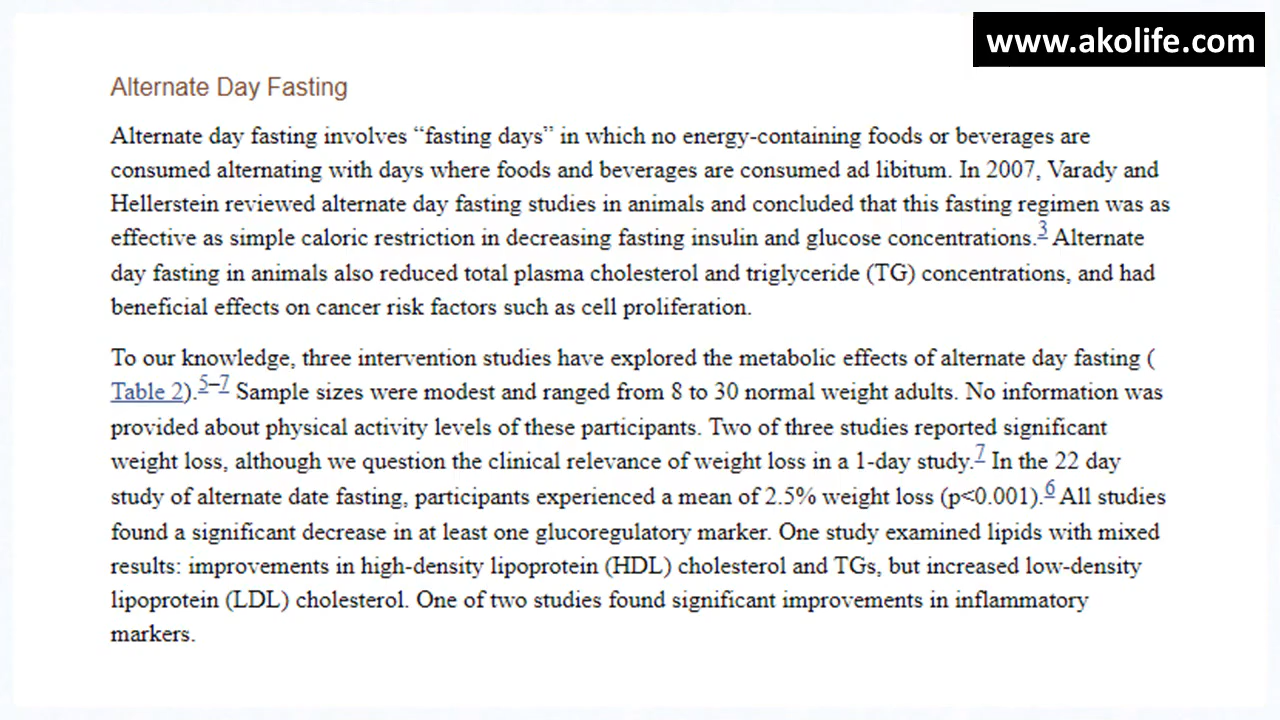 www.akolife.com
Alternate Day Fasting
Alternate day fasting involves “fasting days” in which no energy-containing foods or beverages are
consumed alternating with days where foods and beverages are consumed ad libitum. In 2007, Varady and
Hellerstein reviewed alternate day fasting studies in animals and concluded that this fasting regimen was as
effective as simple caloric restriction in decreasing fasting insulin and glucose concentrations.3 Alternate
day fasting in animals also reduced total plasma cholesterol and triglyceride (TG) concentrations, and had
beneficial effects on cancer risk factors such as cell proliferation.
To our knowledge, three intervention studies have explored the metabolic effects of alternate day fasting (
Table 2).5–7 Sample sizes were modest and ranged from 8 to 30 normal weight adults. No information was
provided about physical activity levels of these participants. Two of three studies reported significant
weight loss, although we question the clinical relevance of weight loss in a 1-day study.7 In the 22 day
study of alternate date fasting, participants experienced a mean of 2.5% weight loss (p<0.001).6 All studies
found a significant decrease in at least one glucoregulatory marker. One study examined lipids with mixed
results: improvements in high-density lipoprotein (HDL) cholesterol and TGs, but increased low-density
lipoprotein (LDL) cholesterol. One of two studies found significant improvements in inflammatory
markers.